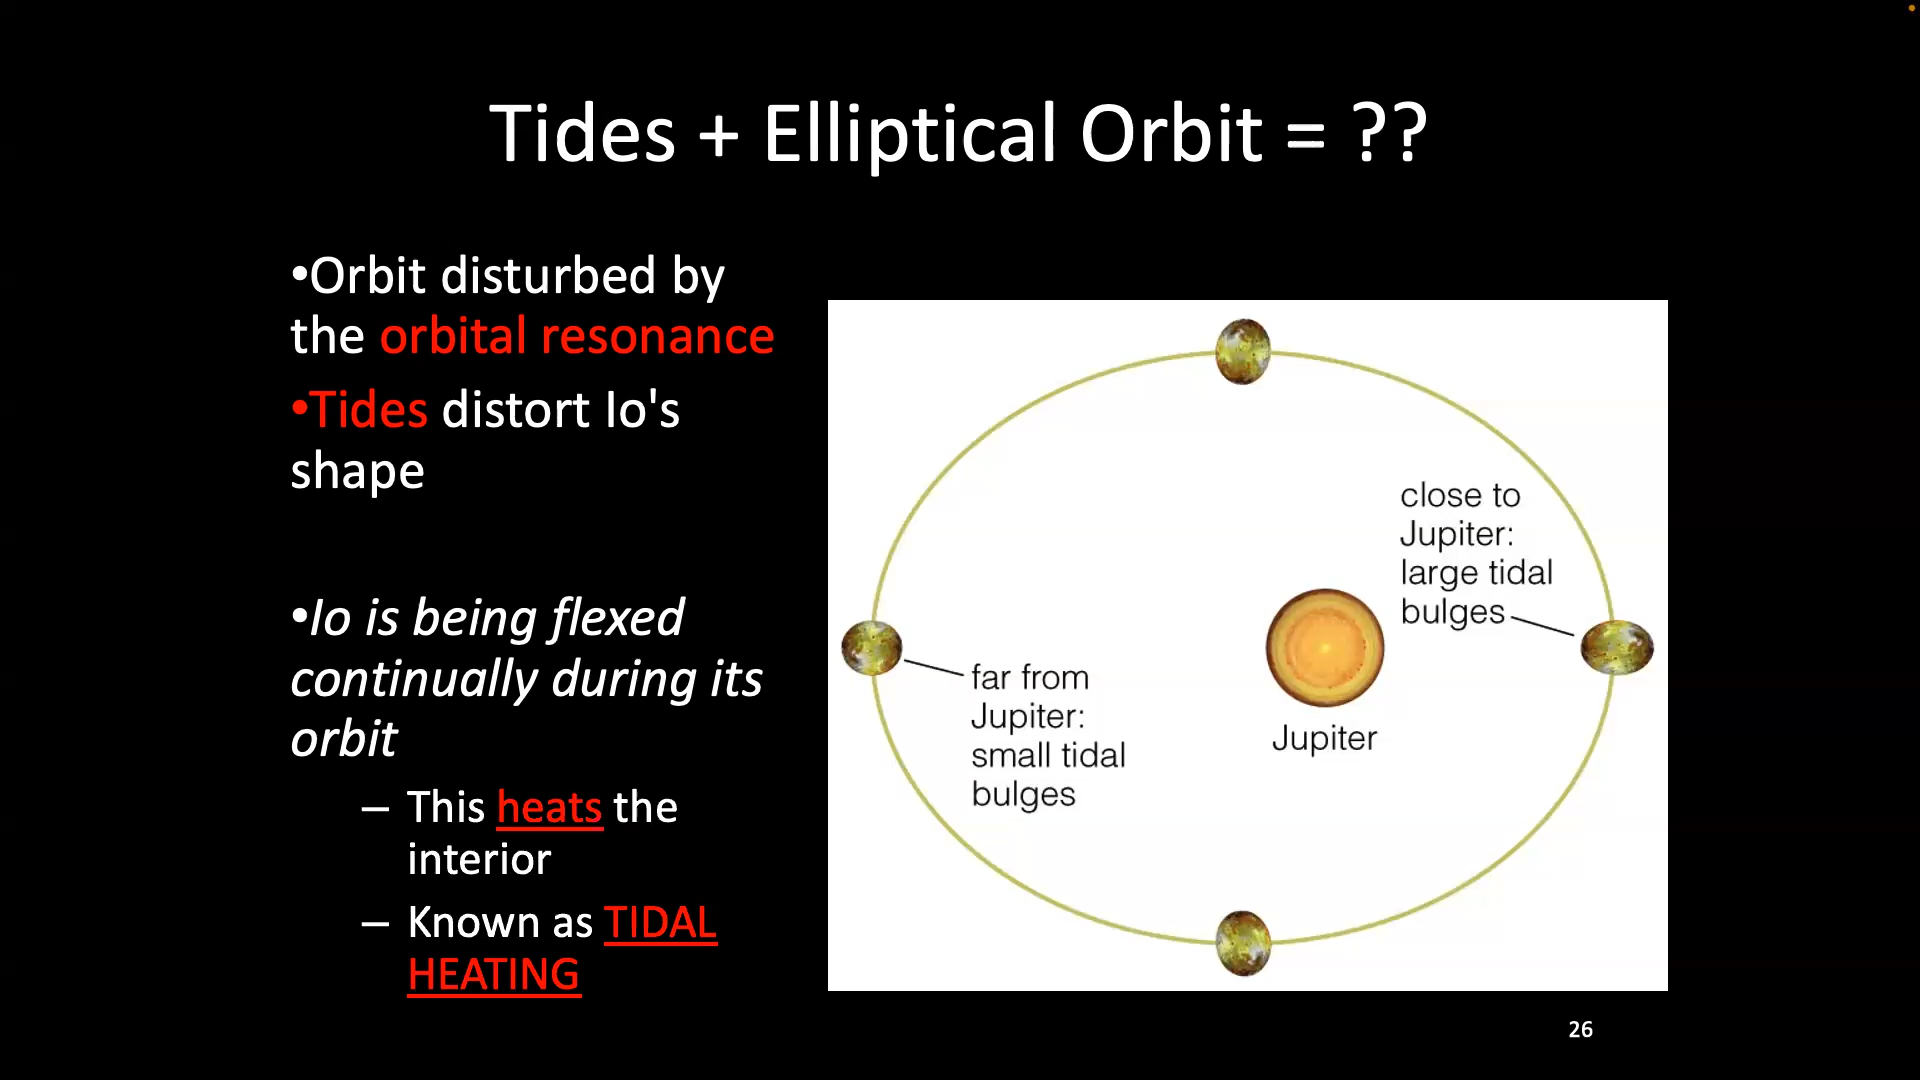 Tides + Elliptical Orbit = ??
•Orbit disturbed by
the orbital resonance
•Tides distort Io's
shape
•Io is being flexed
continually during its
orbit
– This heats the
interior
– Known as TIDAL
HEATING
close to
Jupiter:
large tidal
bulges
far from
Jupiter:
small tidal
bulges
Jupiter
26